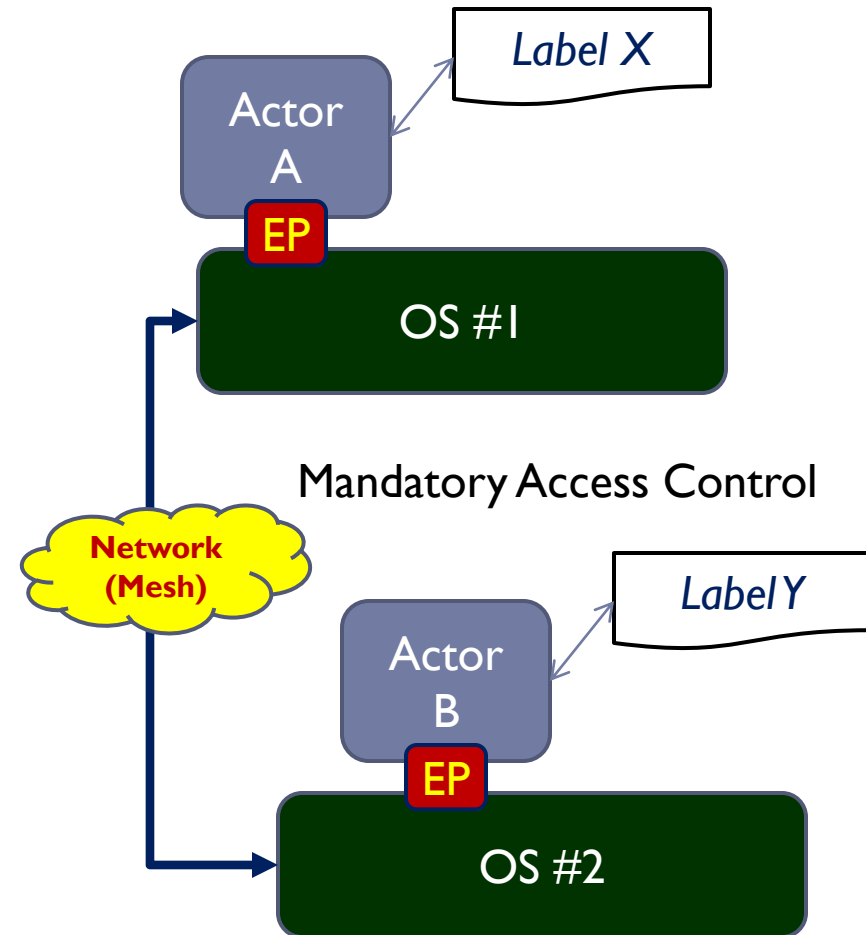 Label X
Actor
A
EP
OS #1
Mandatory Access Control
Network
(Mesh)
Label Y
Actor
B
EP
OS #2